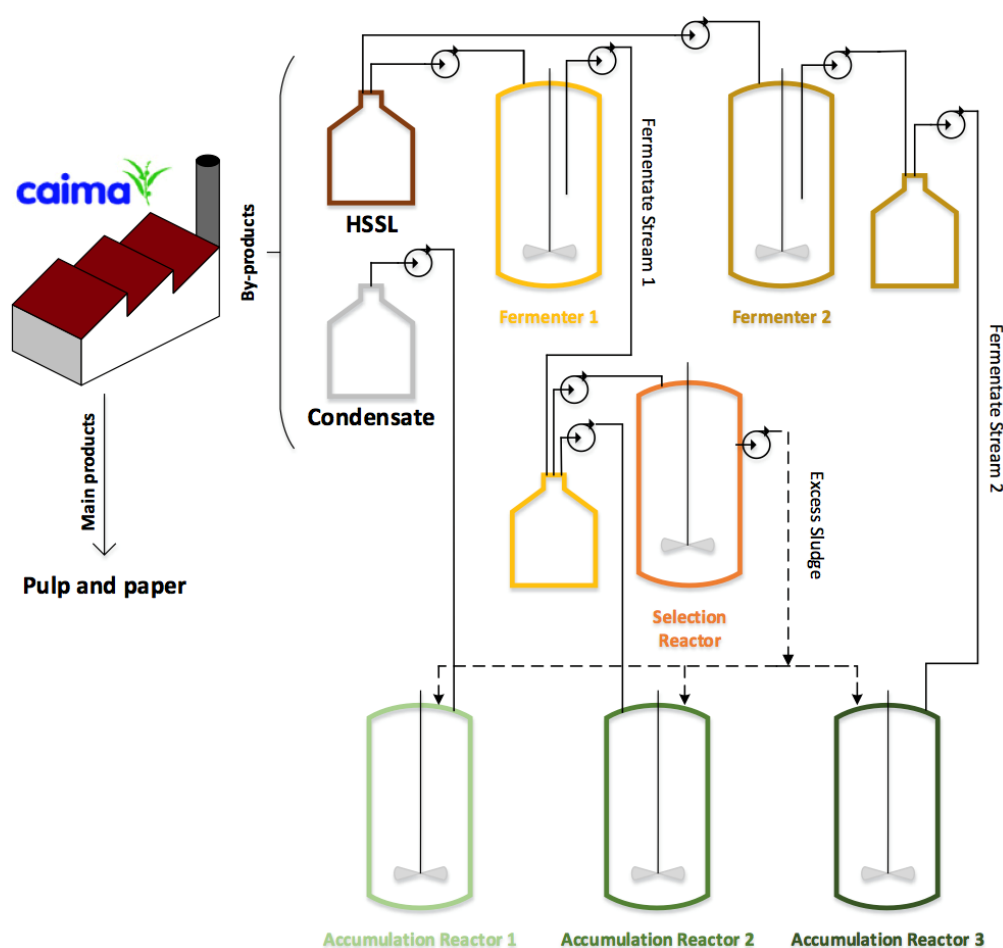 caima
By-products
HSSL
Condensate
Main products
Pulp and paper
Fermenter 1
Fermentate Stream 1
Fermenter 2
Fermentate Stream 2
Selection
Reactor
Excess Sludge
Accumulation Reactor 1
Accumulation Reactor 2
Accumulation Reactor 3